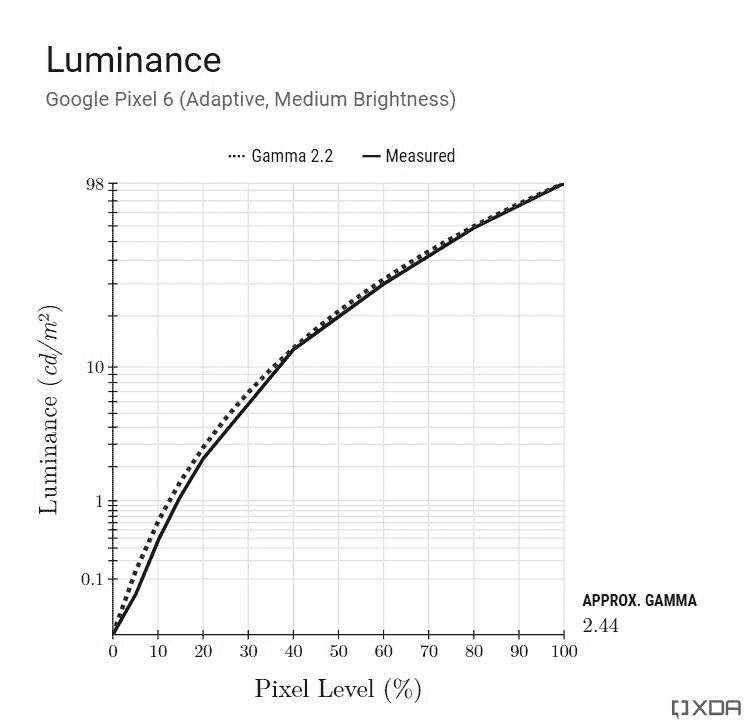 Luminance
Google Pixel 6 (Adaptive, Medium Brightness)
Gamma 2.2 Measured
98
10
1
0.1
Luminance (cd/m²)
0 10 20 30 40 50 60 70 80 90 100
Pixel Level (%)
APPROX. GAMMA
2.44
XDA